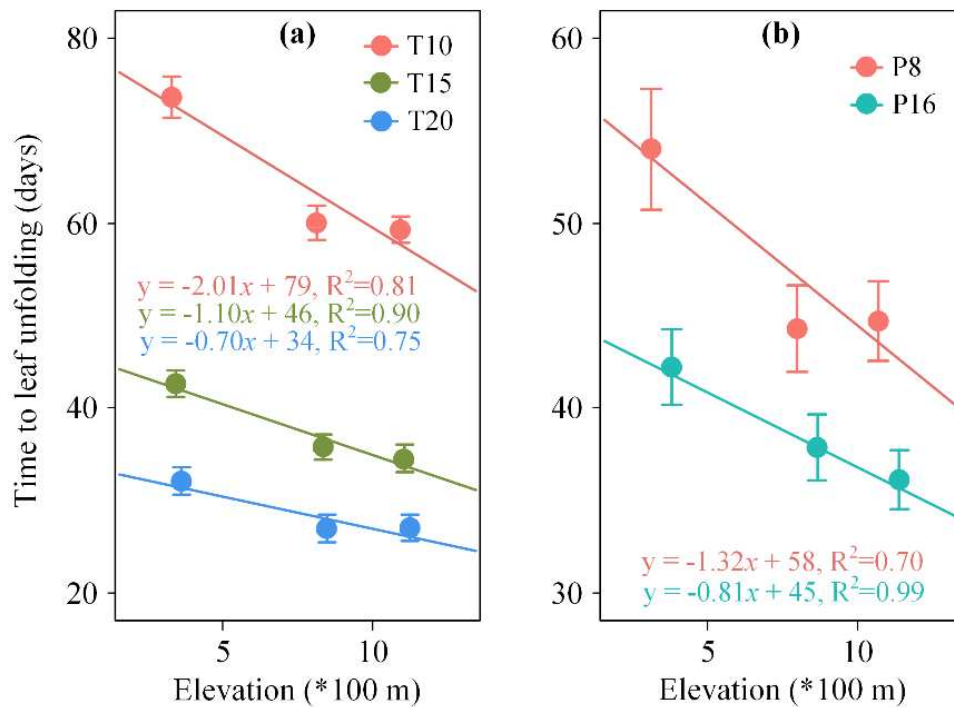 Time to leaf unfolding (days)
(a)
T10
T15
T20
80
60
40
20
y = -2.01x + 79, R²=0.81
y = -1.10x + 46, R²=0.90
y = -0.70x + 34, R²=0.75
5 10
Elevation (*100 m)
(b)
P8
P16
60
50
40
30
y = -1.32x + 58, R²=0.70
y = -0.81x + 45, R²=0.99
5 10
Elevation (*100 m)